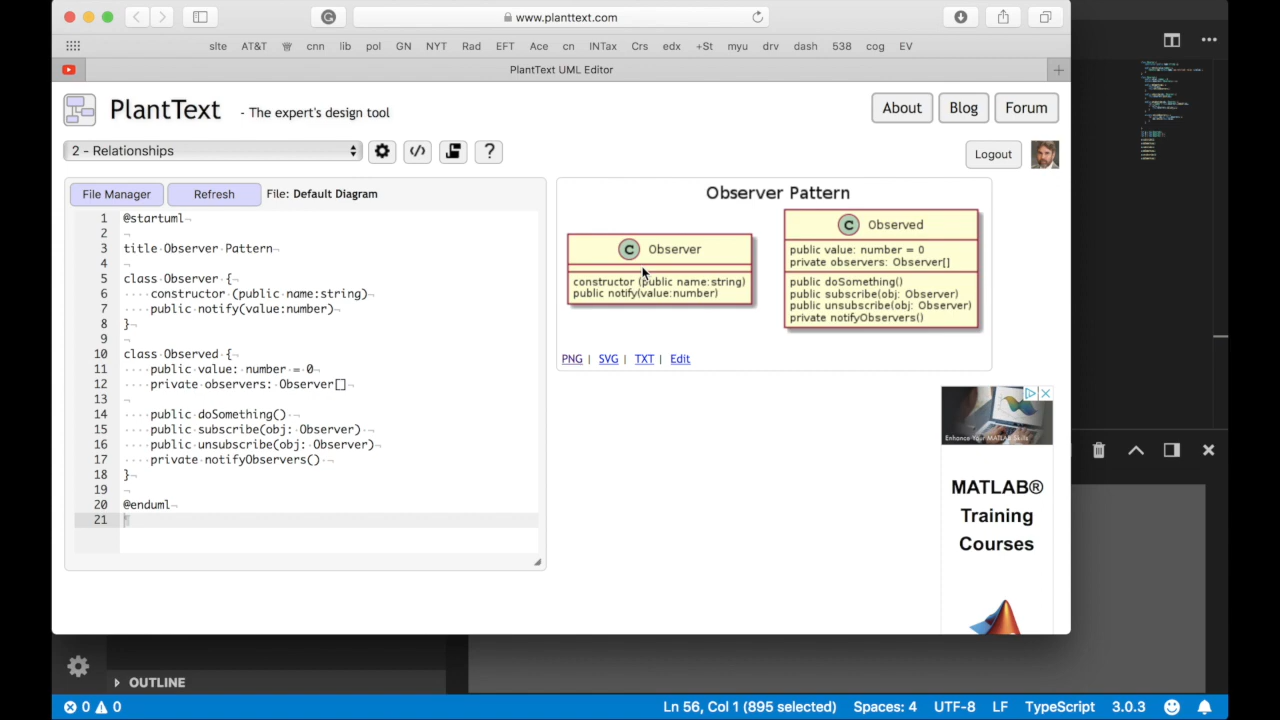 www.planttext.com
slte AT&T cnn lib pol GN NYT Rad EFT Ace cn INTax Crs edx +St myu drv dash 538 cog EV
PlantText UML Editor
PlantText - The expert's design tool
About Blog Forum
2 - Relationships
Logout
File Manager Refresh File: Default Diagram
1 @startuml
2
3 title Observer Pattern
4
5 class Observer {
6 constructor (public name:string)
7 public notify(value:number)
8 }
9
10 class Observed {
11 public value: number = 0
12 private observers: Observer[]
13
14 public doSomething()
15 public subscribe(obj: Observer)
16 public unsubscribe(obj: Observer)
17 private notifyObservers()
18 }
19
20 @enduml
21
Observer Pattern
C Observer
constructor (public name:string)
public notify(value:number)
C Observed
public value: number = 0
private observers: Observer[]
public doSomething()
public subscribe(obj: Observer)
public unsubscribe(obj: Observer)
private notifyObservers()
PNG | SVG | TXT | Edit
Enhance Your MATLAB Skills
MATLAB®
Training
Courses
OUTLINE
0 0 Ln 56, Col 1 (895 selected) Spaces: 4 UTF-8 LF TypeScript 3.0.3